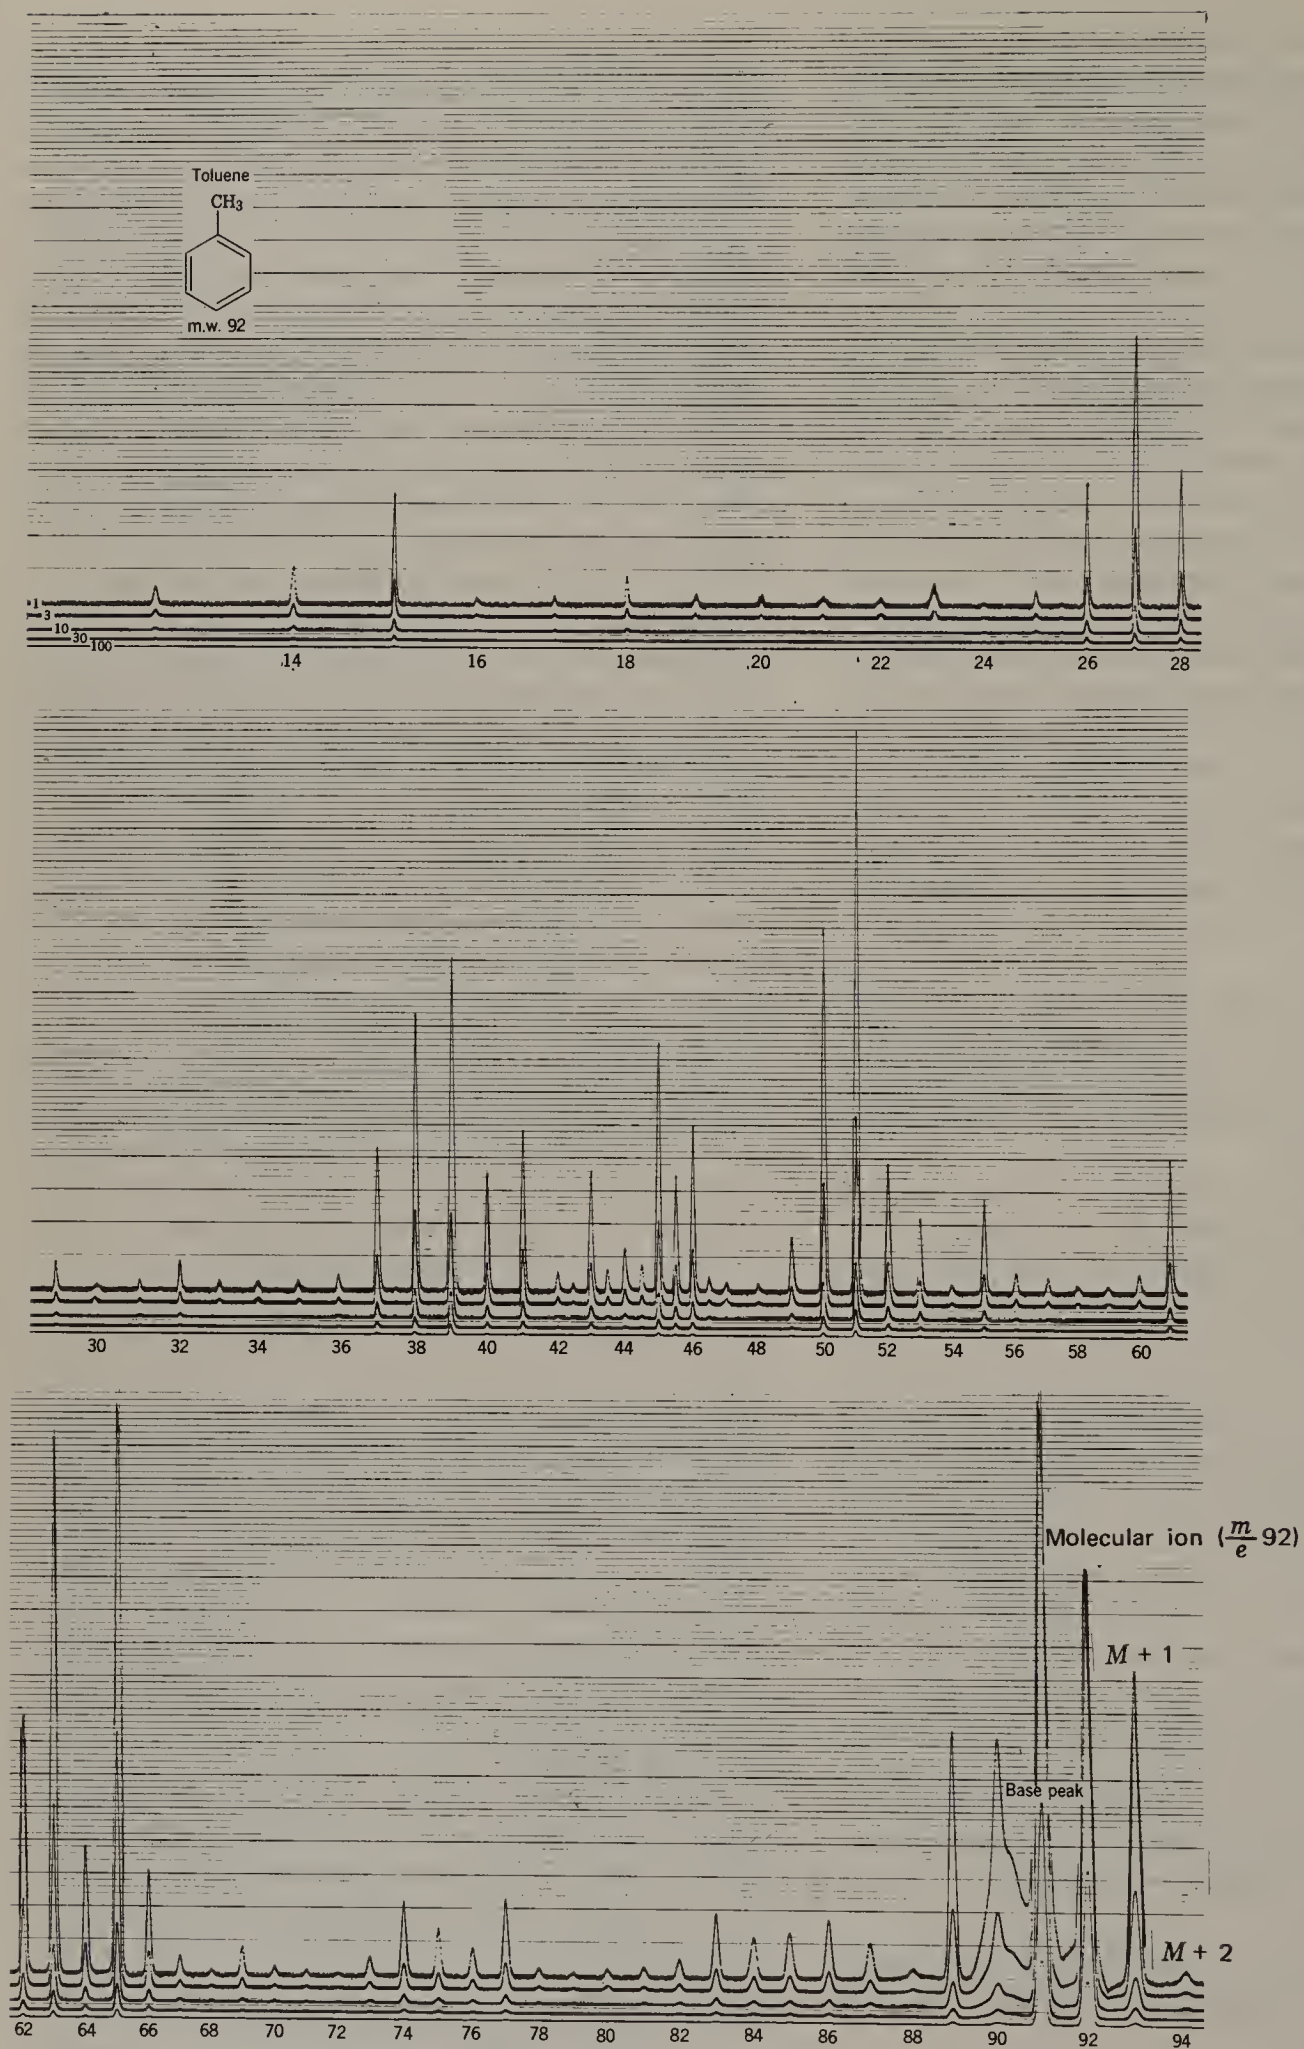 Toluene
CH₃
m.w. 92
1
3
10
30
100
14 16 18 20 22 24 26 28
30 32 34 36 38 40 42 44 46 48 50 52 54 56 58 60
Molecular ion (m/e 92)
M + 1
Base peak
M + 2
62 64 66 68 70 72 74 76 78 80 82 84 86 88 90 92 94